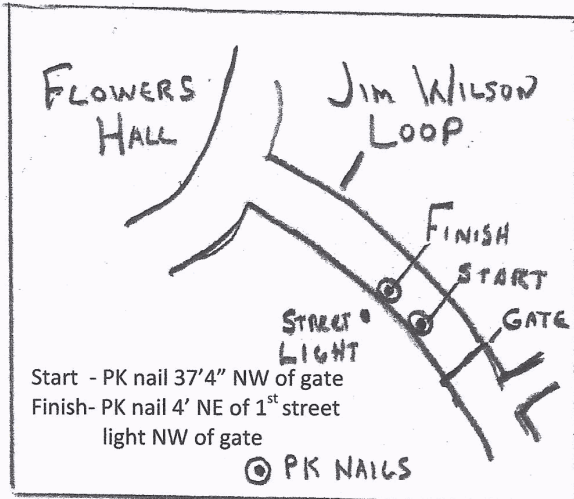 FLOWERS
HALL
JIM WILSON
LOOP
FINISH
START
GATE
STREET
LIGHT
Start - PK nail 37'4" NW of gate
Finish- PK nail 4' NE of 1st street
light NW of gate
PK NAILS